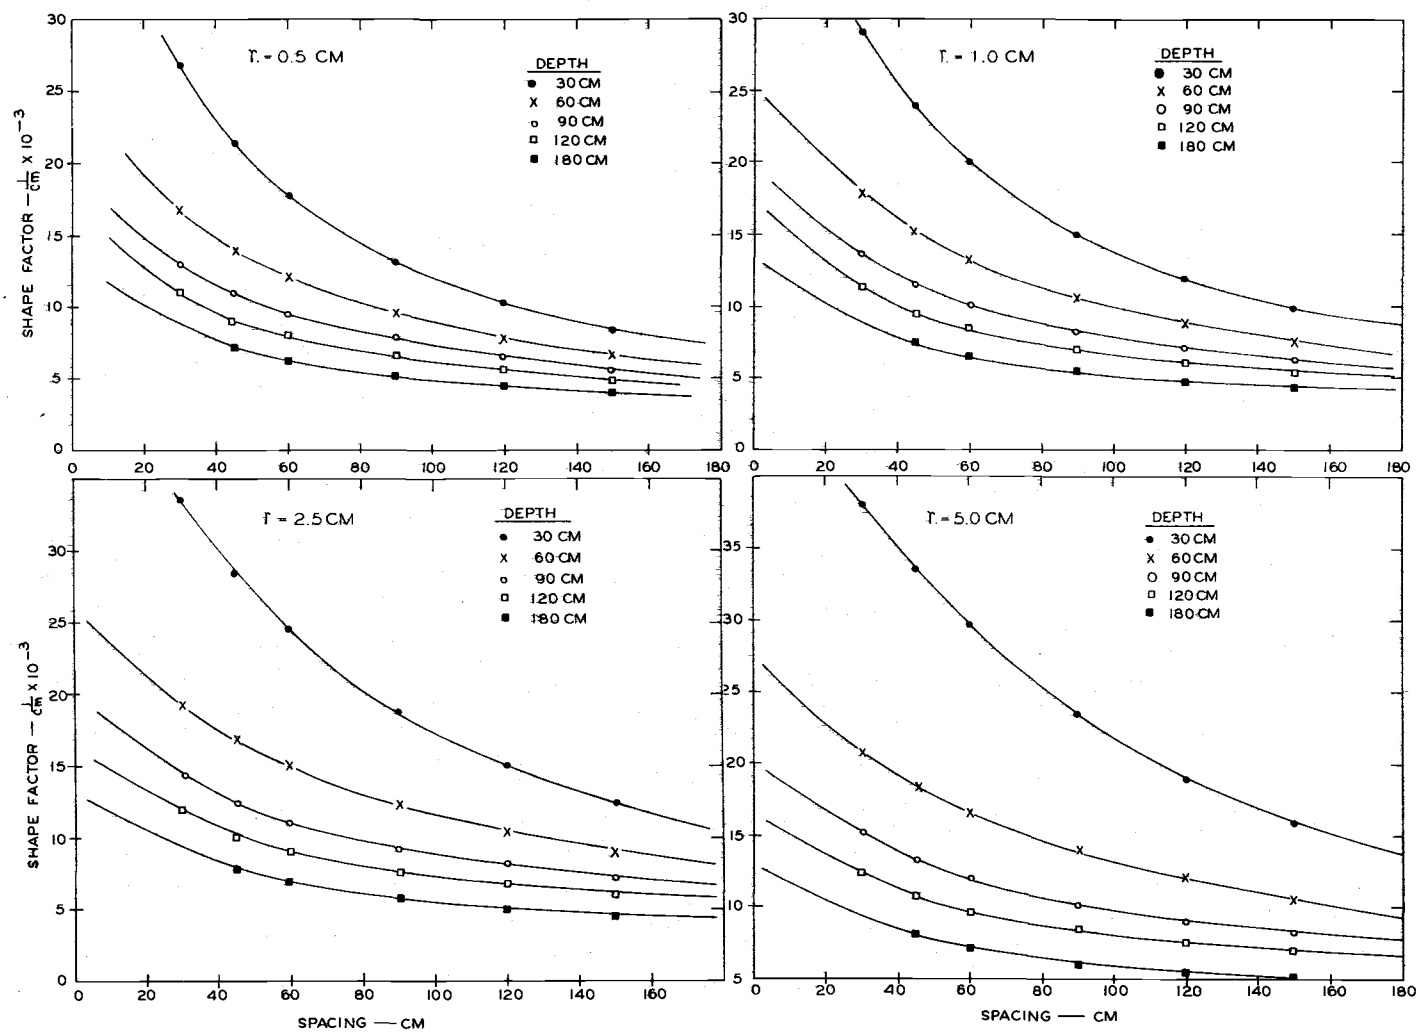 30
25
20
15
10
5
0
SHAPE FACTOR — 1/cm x 10⁻³
r. = 0.5 CM
DEPTH
30 CM
60 CM
90 CM
120 CM
180 CM
0 20 40 60 80 100 120 140 160 180
30
25
20
15
10
5
0
r. = 1.0 CM
DEPTH
30 CM
60 CM
90 CM
120 CM
180 CM
0 20 40 60 80 100 120 140 160 180
30
25
20
15
10
5
0
SHAPE FACTOR — 1/cm x 10⁻³
r = 2.5 CM
DEPTH
30 CM
60 CM
90 CM
120 CM
180 CM
0 20 40 60 80 100 120 140 160
SPACING — CM
35
30
25
20
15
10
5
r. = 5.0 CM
DEPTH
30 CM
60 CM
90 CM
120 CM
180 CM
0 20 40 60 80 100 120 140 160 180
SPACING — CM